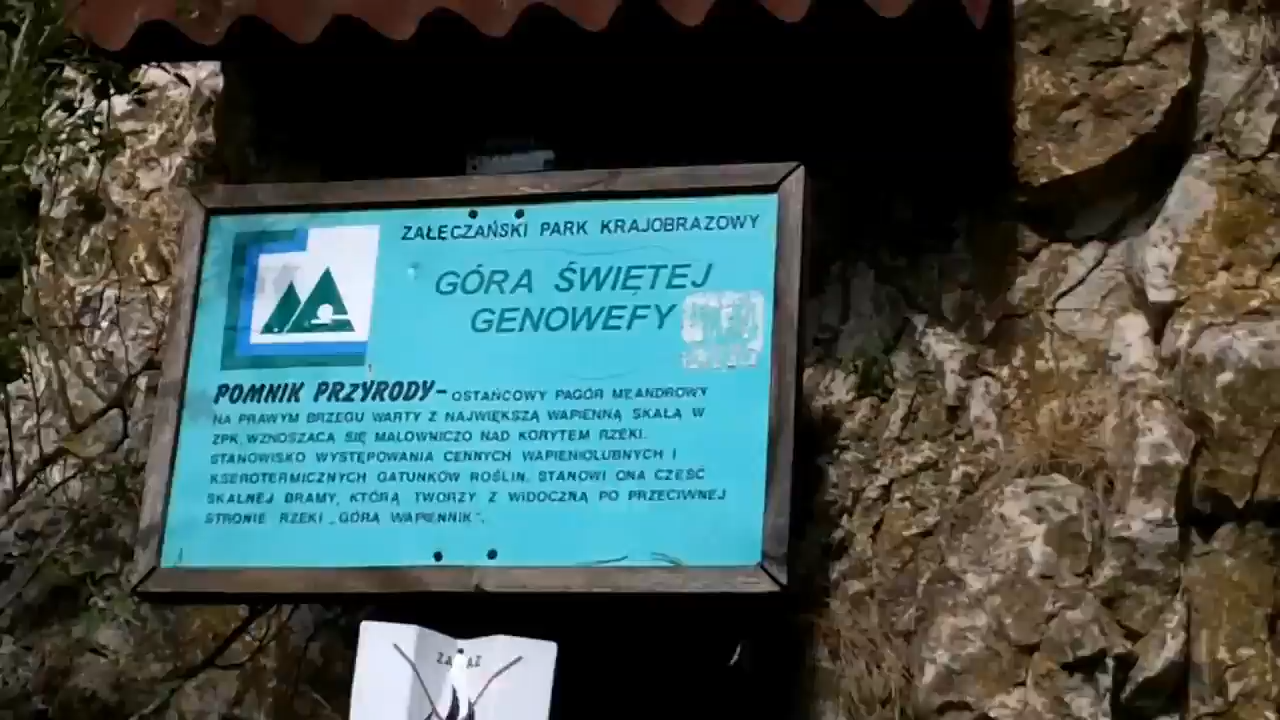 ZAŁĘCZAŃSKI PARK KRAJOBRAZOWY
GÓRA ŚWIĘTEJ
GENOWEFY
POMNIK PRZYRODY – OSTAŃCOWY PAGÓR MEANDROWY
NA PRAWYM BRZEGU WARTY Z NAJWIĘKSZĄ WAPIENNĄ SKAŁĄ W
ZPK, WZNOSZĄCĄ SIĘ MALOWNICZO NAD KORYTEM RZEKI.
STANOWISKO WYSTĘPOWANIA CENNYCH WAPIENIOLUBNYCH I
KSEROTERMICZNYCH GATUNKÓW ROŚLIN. STANOWI ONA CZĘŚĆ
SKALNEJ BRAMY, KTÓRĄ TWORZY Z WIDOCZNĄ PO PRZECIWNEJ
STRONIE RZEKI „GÓRĄ WAPIENNIK".